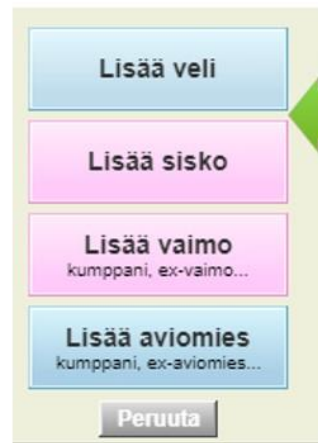 Lisää veli
Lisää sisko
Lisää vaimo
kumppani, ex-vaimo...
Lisää aviomies
kumppani, ex-aviomies...
Peruuta